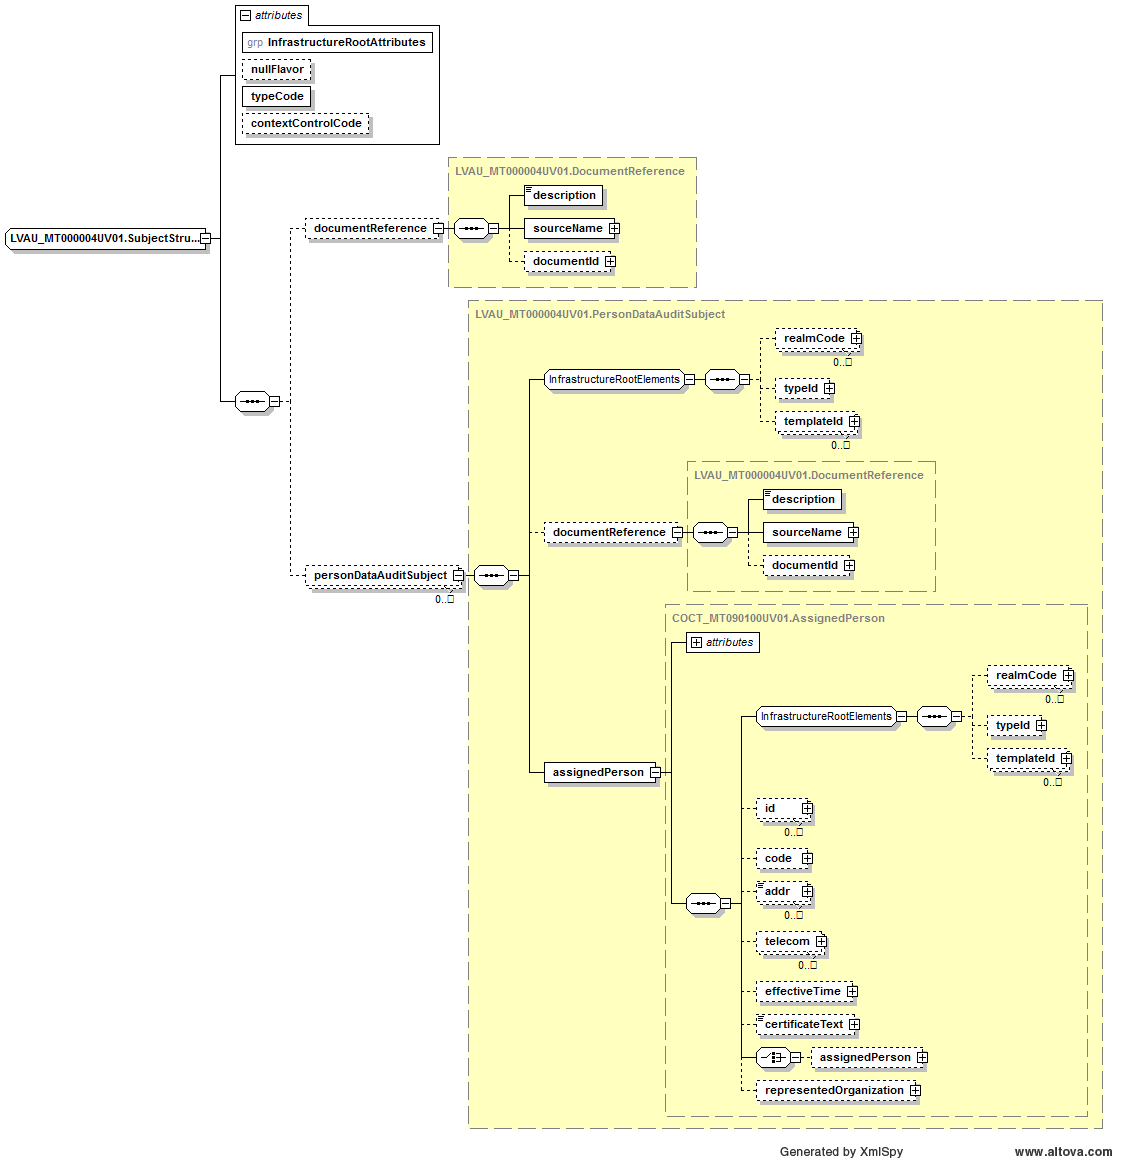 attributes
grp InfrastructureRootAttributes
nullFlavor
typeCode
contextControlCode
LVAU_MT000004UV01.SubjectStru...
LVAU_MT000004UV01.DocumentReference
description
documentReference
sourceName
documentId
LVAU_MT000004UV01.PersonDataAuditSubject
realmCode
0..
InfrastructureRootElements
typeId
templateId
0..
LVAU_MT000004UV01.DocumentReference
description
documentReference
sourceName
documentId
personDataAuditSubject
0..
COCT_MT090100UV01.AssignedPerson
attributes
realmCode
0..
InfrastructureRootElements
typeId
templateId
0..
assignedPerson
id
0..
code
addr
0..
telecom
0..
effectiveTime
certificateText
assignedPerson
representedOrganization
Generated by XmlSpy
www.altova.com